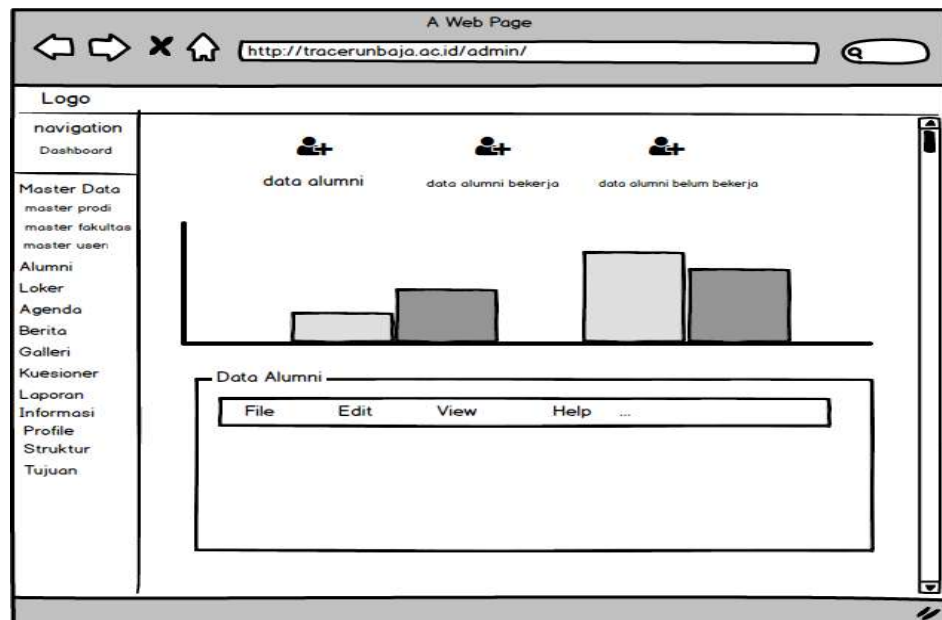 A Web Page
http://tracerunbaja.ac.id/admin/
Logo
navigation
Dashboard
Master Data
master prodi
master fakultas
master user
Alumni
Loker
Agenda
Berita
Galleri
Kuesioner
Laporan
Informasi
Profile
Struktur
Tujuan
data alumni
data alumni bekerja
data alumni belum bekerja
Data Alumni
File Edit View Help ...